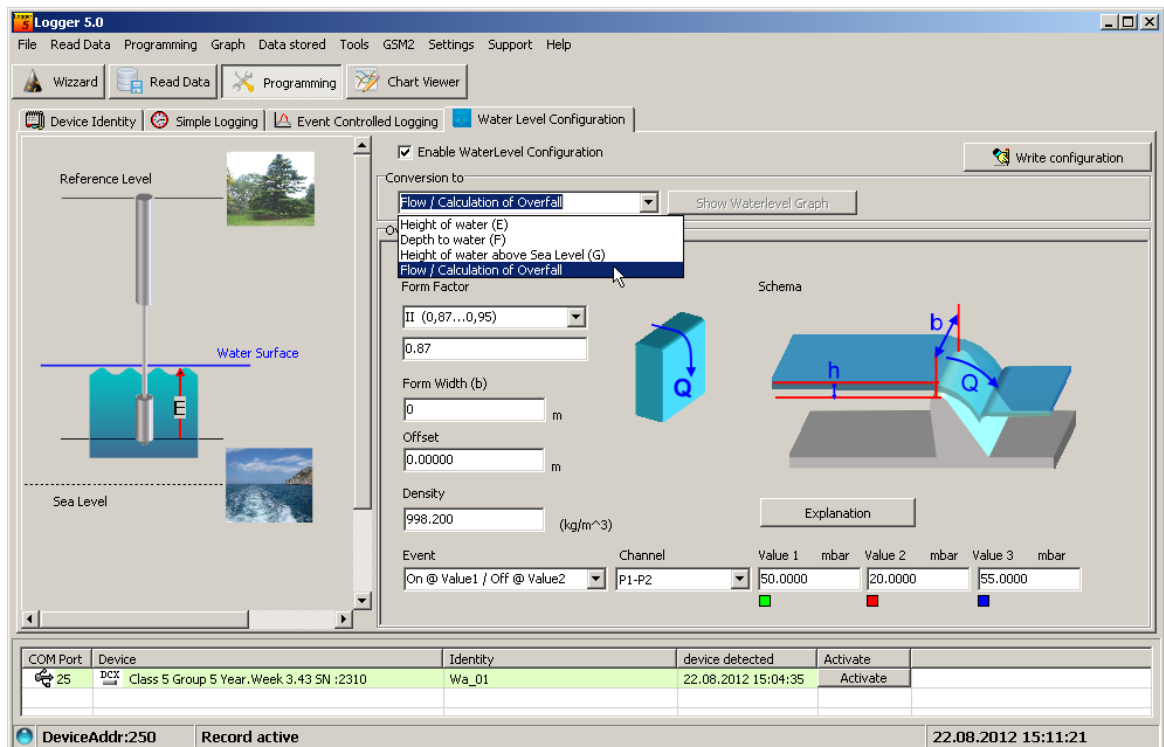 Logger 5.0
File Read Data Programming Graph Data stored Tools GSM2 Settings Support Help
Wizzard Read Data Programming Chart Viewer
Device Identity Simple Logging Event Controlled Logging Water Level Configuration
Enable WaterLevel Configuration
Write configuration
Reference Level
Conversion to
Flow / Calculation of Overfall
Show Waterlevel Graph
Height of water (E)
Depth to water (F)
Height of water above Sea Level (G)
Flow / Calculation of Overfall
Form Factor
Schema
II (0,87...0,95)
0.87
Water Surface
E
Q
b
h
Q
Form Width (b)
0 m
Offset
0.00000 m
Sea Level
Density
998.200 (kg/m^3)
Explanation
Event Channel Value 1 mbar Value 2 mbar Value 3 mbar
On @ Value1 / Off @ Value2 P1-P2 50.0000 20.0000 55.0000
COM Port Device Identity device detected Activate
25 DCX Class 5 Group 5 Year.Week 3.43 SN :2310 Wa_01 22.08.2012 15:04:35 Activate
DeviceAddr:250 Record active 22.08.2012 15:11:21